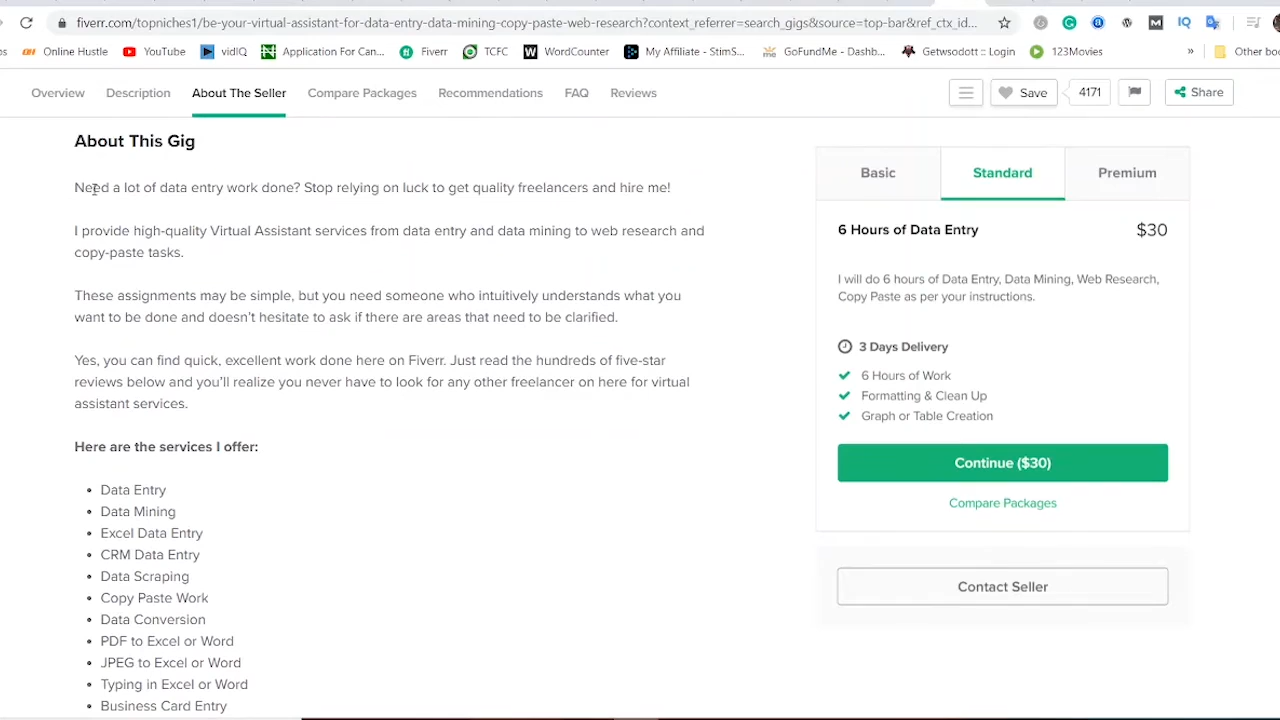 fiverr.com/topniches1/be-your-virtual-assistant-for-data-entry-data-mining-copy-paste-web-research?context_referrer=search_gigs&source=top-bar&ref_ctx_id...
Online Hustle YouTube vidIQ Application For Can... Fiverr TCFC WordCounter My Affiliate - StimS... GoFundMe - Dashb... Getwsodott :: Login 123Movies » Other boo
Overview Description About The Seller Compare Packages Recommendations FAQ Reviews Save 4171 Share
About This Gig
Need a lot of data entry work done? Stop relying on luck to get quality freelancers and hire me!
I provide high-quality Virtual Assistant services from data entry and data mining to web research and
copy-paste tasks.
These assignments may be simple, but you need someone who intuitively understands what you
want to be done and doesn't hesitate to ask if there are areas that need to be clarified.
Yes, you can find quick, excellent work done here on Fiverr. Just read the hundreds of five-star
reviews below and you'll realize you never have to look for any other freelancer on here for virtual
assistant services.
Here are the services I offer:
• Data Entry
• Data Mining
• Excel Data Entry
• CRM Data Entry
• Data Scraping
• Copy Paste Work
• Data Conversion
• PDF to Excel or Word
• JPEG to Excel or Word
• Typing in Excel or Word
• Business Card Entry
Basic Standard Premium
6 Hours of Data Entry $30
I will do 6 hours of Data Entry, Data Mining, Web Research,
Copy Paste as per your instructions.
3 Days Delivery
6 Hours of Work
Formatting & Clean Up
Graph or Table Creation
Continue ($30)
Compare Packages
Contact Seller